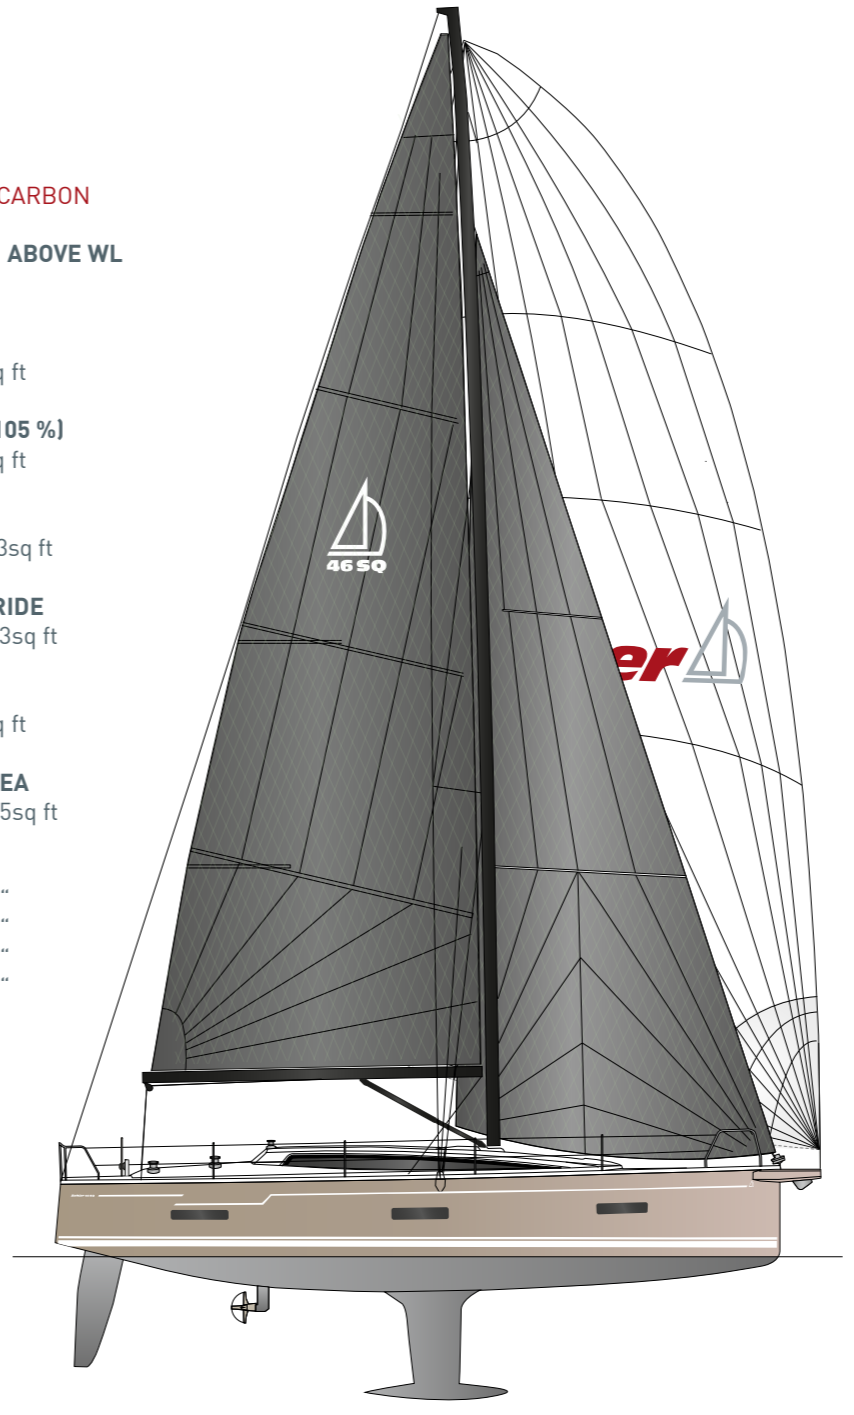 CARBON
ABOVE WL
q ft
105 %)
q ft
3sq ft
RIDE
3sq ft
q ft
EA
5sq ft
“
“
“
“
46 SQ
er